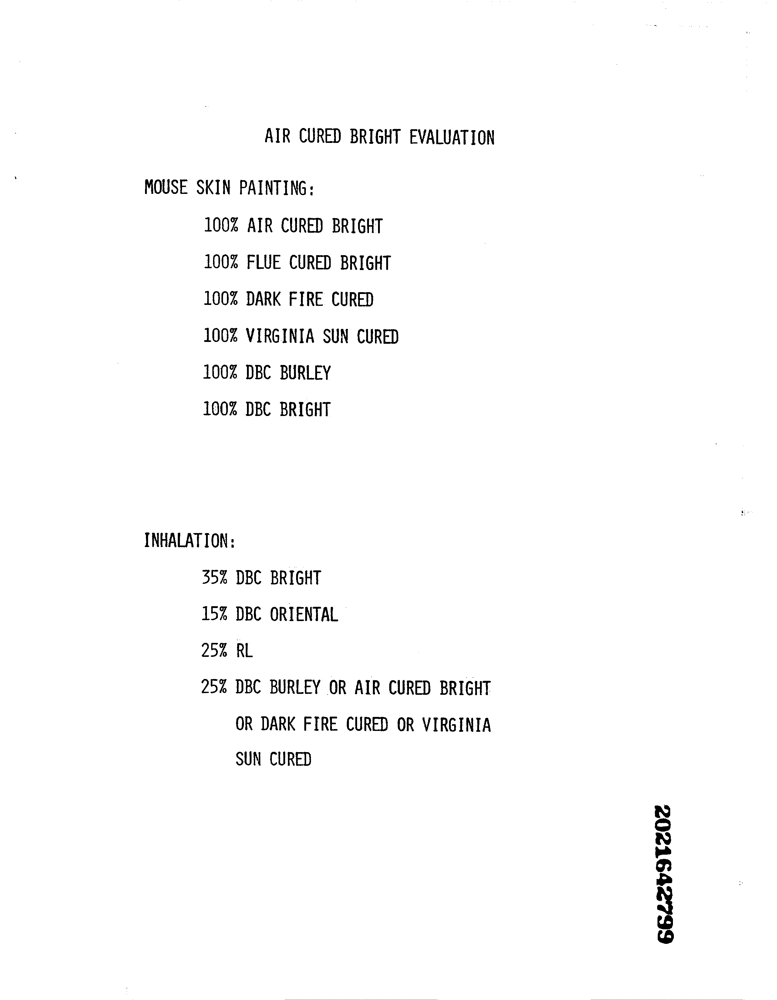 AIR CURED BRIGHT EVALUATION
MOUSE SKIN PAINTING:
100% AIR CURED BRIGHT
100% FLUE CURED BRIGHT
100% DARK FIRE CURED
100% VIRGINIA SUN CURED
100% DBC BURLEY
100% DBC BRIGHT
INHALATION:
35% DBC BRIGHT
15% DBC ORIENTAL
25% RL
25% DBC BURLEY OR AIR CURED BRIGHT
OR DARK FIRE CURED OR VIRGINIA
SUN CURED
2021642799